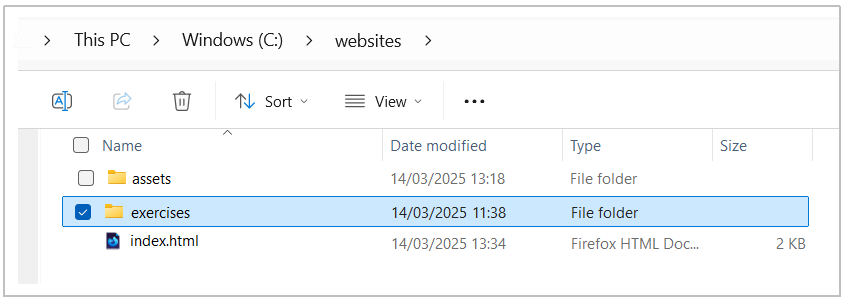 This PC Windows (C:) websites
Sort View
Name Date modified Type Size
assets 14/03/2025 13:18 File folder
exercises 14/03/2025 11:38 File folder
index.html 14/03/2025 13:34 Firefox HTML Doc... 2 KB